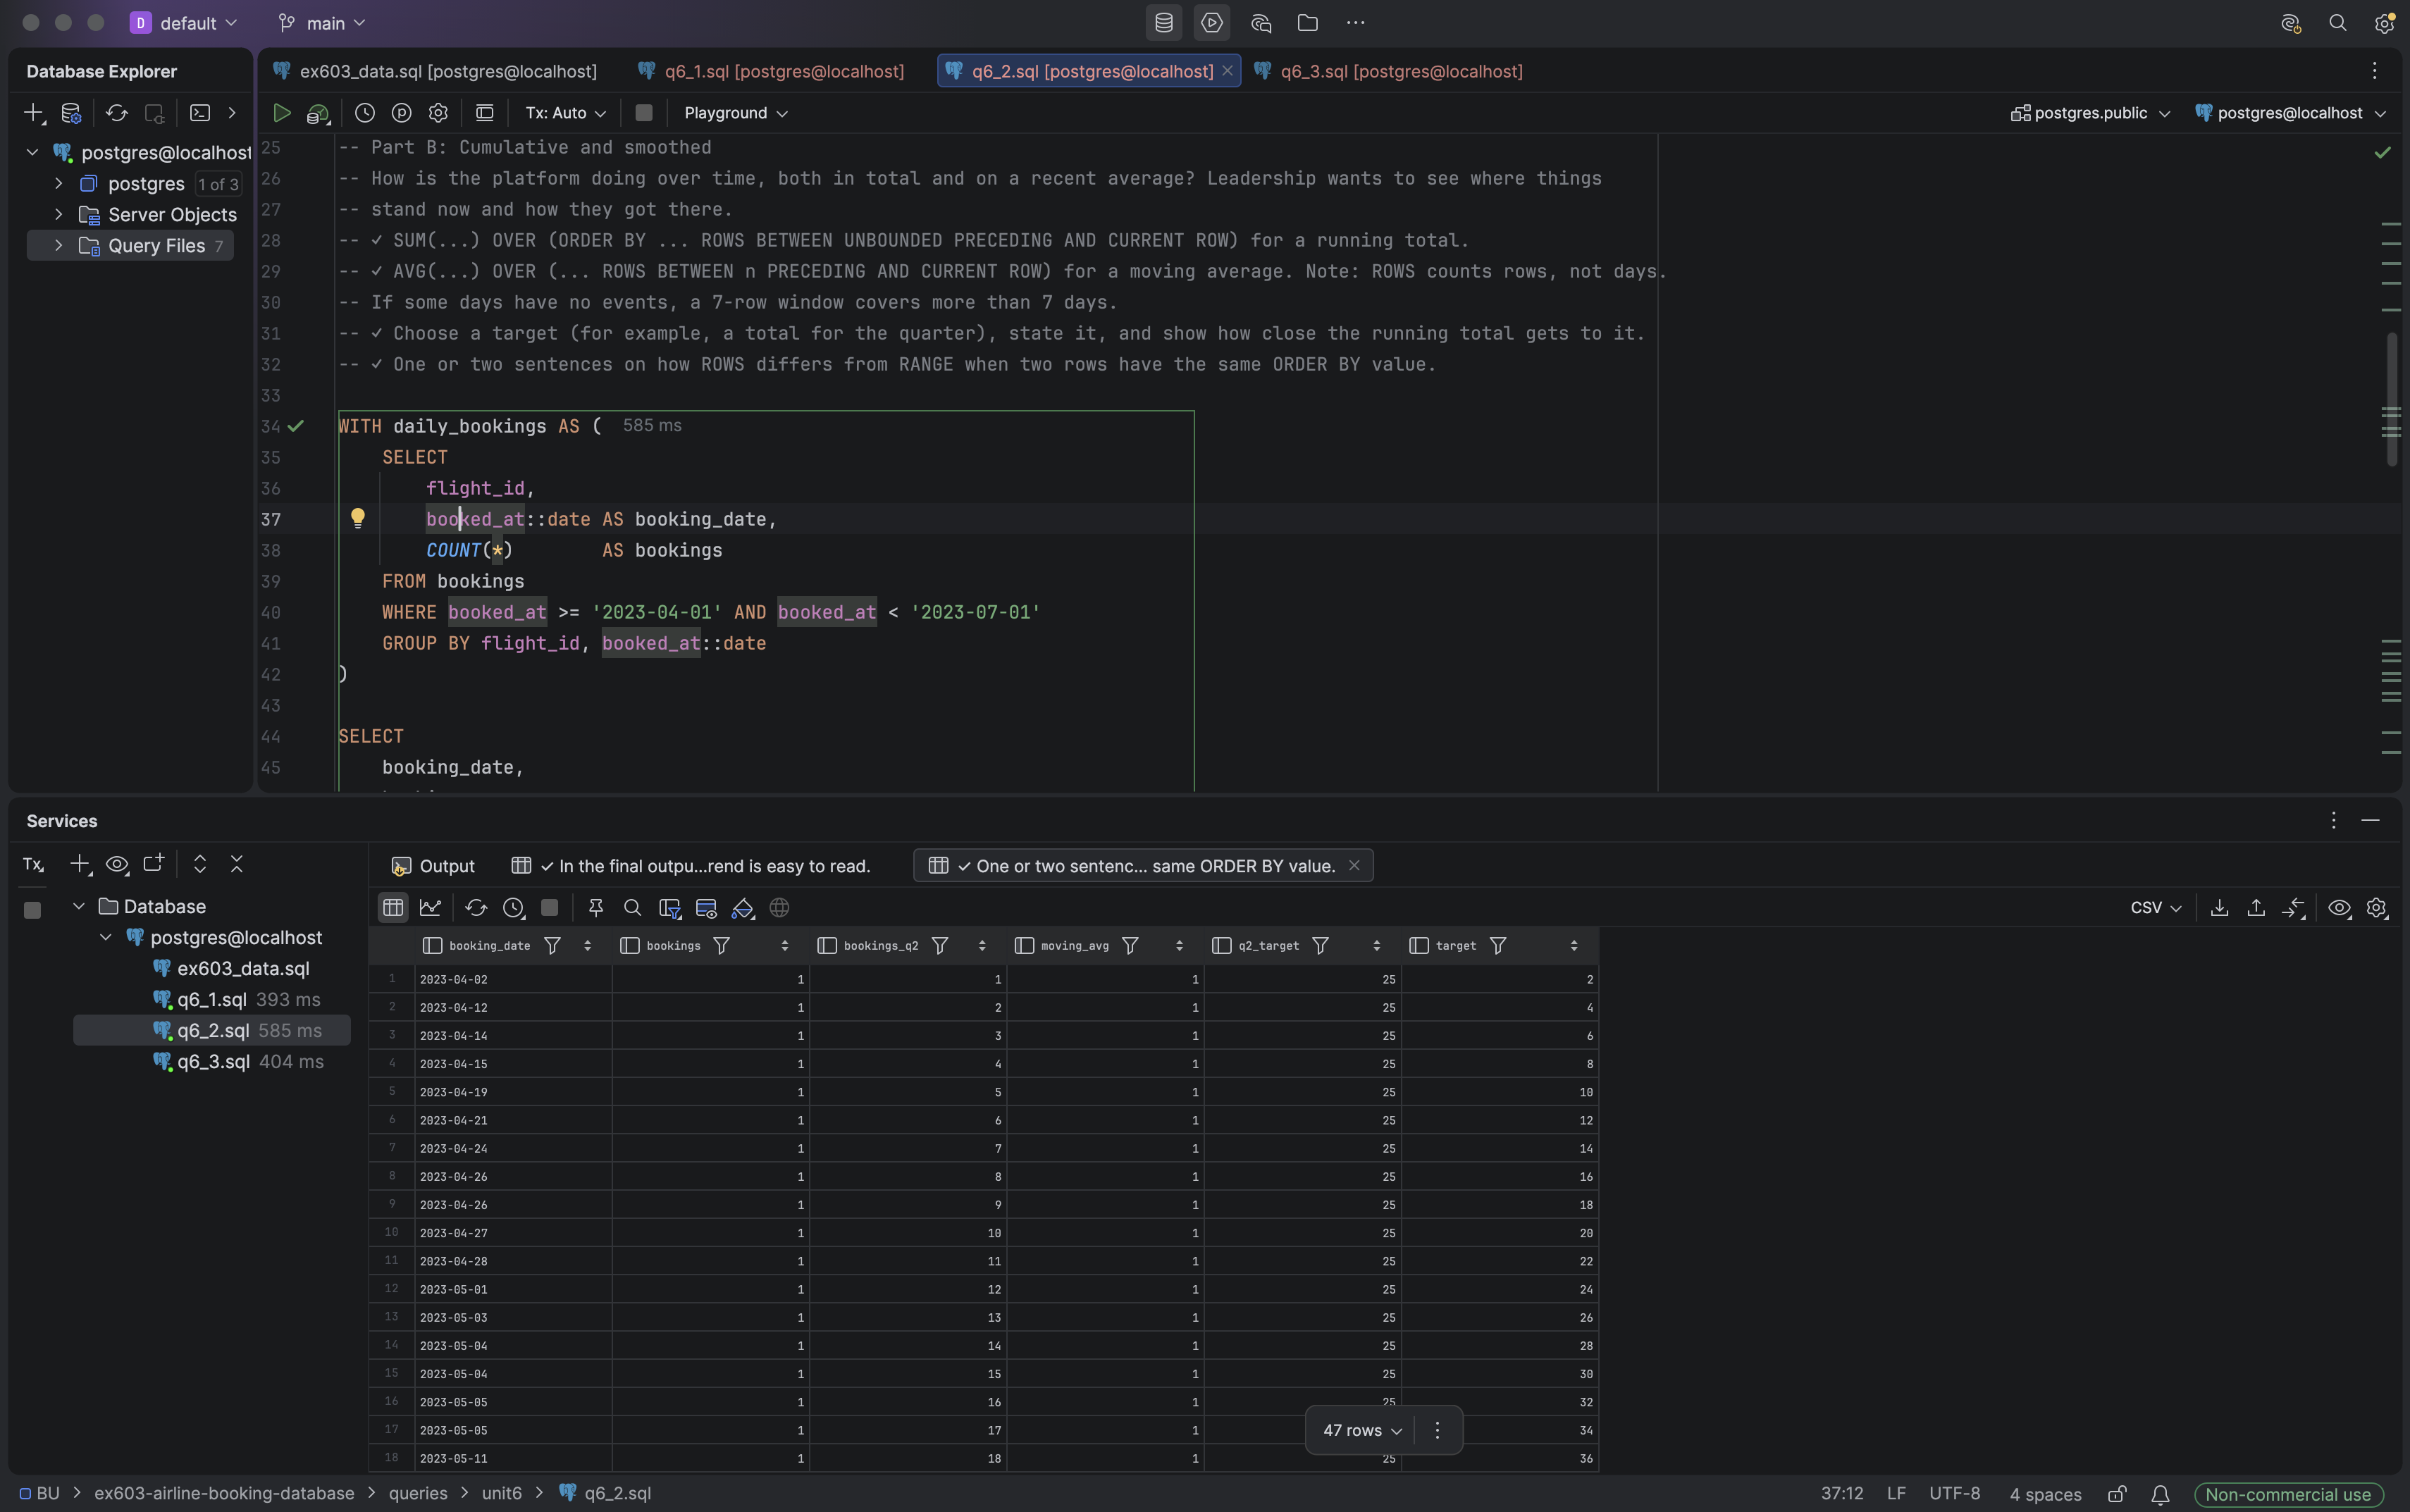 D default main
Database Explorer
ex603_data.sql [postgres@localhost] q6_1.sql [postgres@localhost] q6_2.sql [postgres@localhost] q6_3.sql [postgres@localhost]
Tx: Auto Playground postgres.public postgres@localhost
postgres@localhost
postgres 1 of 3
Server Objects
Query Files 7
25 -- Part B: Cumulative and smoothed
26 -- How is the platform doing over time, both in total and on a recent average? Leadership wants to see where things
27 -- stand now and how they got there.
28 -- ✓ SUM(...) OVER (ORDER BY ... ROWS BETWEEN UNBOUNDED PRECEDING AND CURRENT ROW) for a running total.
29 -- ✓ AVG(...) OVER (... ROWS BETWEEN n PRECEDING AND CURRENT ROW) for a moving average. Note: ROWS counts rows, not days.
30 -- If some days have no events, a 7-row window covers more than 7 days.
31 -- ✓ Choose a target (for example, a total for the quarter), state it, and show how close the running total gets to it.
32 -- ✓ One or two sentences on how ROWS differs from RANGE when two rows have the same ORDER BY value.
33
34 WITH daily_bookings AS ( 585 ms
35 SELECT
36 flight_id,
37 booked_at::date AS booking_date,
38 COUNT(*) AS bookings
39 FROM bookings
40 WHERE booked_at >= '2023-04-01' AND booked_at < '2023-07-01'
41 GROUP BY flight_id, booked_at::date
42 )
43
44 SELECT
45 booking_date,
Services
Tx
Output ✓ In the final outpu...rend is easy to read. ✓ One or two sentenc... same ORDER BY value.
CSV
Database
postgres@localhost
ex603_data.sql
q6_1.sql 393 ms
q6_2.sql 585 ms
q6_3.sql 404 ms
booking_date bookings bookings_q2 moving_avg q2_target target
1 2023-04-02 1 1 1 25 2
2 2023-04-12 1 2 1 25 4
3 2023-04-14 1 3 1 25 6
4 2023-04-15 1 4 1 25 8
5 2023-04-19 1 5 1 25 10
6 2023-04-21 1 6 1 25 12
7 2023-04-24 1 7 1 25 14
8 2023-04-26 1 8 1 25 16
9 2023-04-26 1 9 1 25 18
10 2023-04-27 1 10 1 25 20
11 2023-04-28 1 11 1 25 22
12 2023-05-01 1 12 1 25 24
13 2023-05-03 1 13 1 25 26
14 2023-05-04 1 14 1 25 28
15 2023-05-04 1 15 1 25 30
16 2023-05-05 1 16 1 25 32
17 2023-05-05 1 17 1 34
18 2023-05-11 1 18 1 25 36
47 rows
BU > ex603-airline-booking-database > queries > unit6 > q6_2.sql
37:12 LF UTF-8 4 spaces Non-commercial use